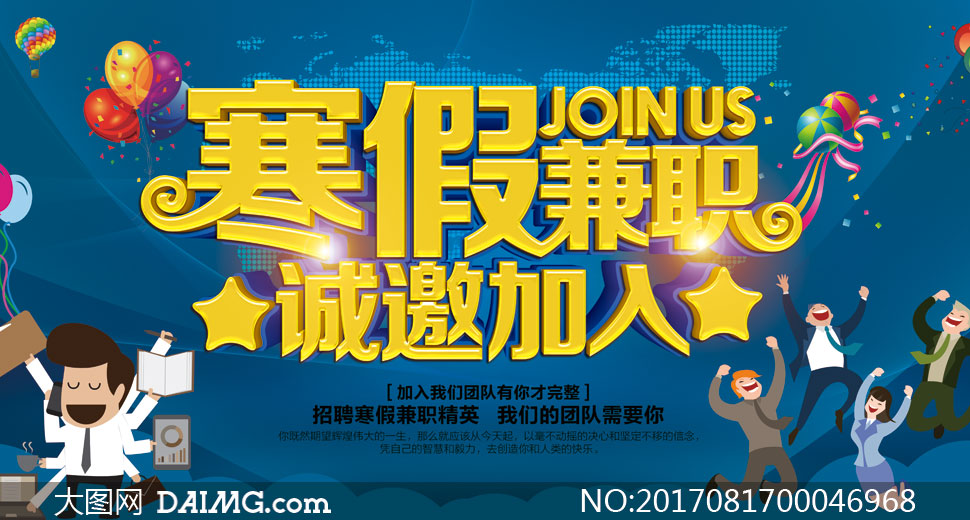 寒假兼职
JOIN US
诚邀加入
[ 加入我们团队有你才完整 ]
招聘寒假兼职精英 我们的团队需要你
你既然期望辉煌伟大的一生，那么就应该从今天起，以毫不动摇的决心和坚定不移的信念，
凭自己的智慧和毅力，去创造你和人类的快乐。
大图网 DAIMG.com
NO:2017081700046968